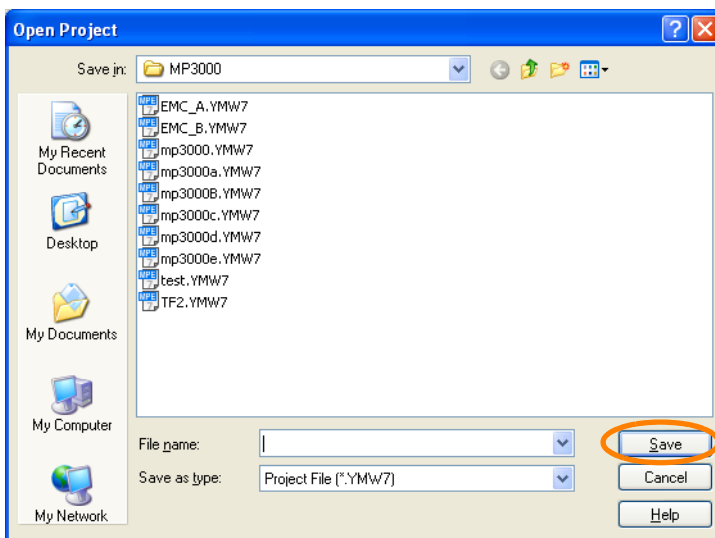 Open Project
Save in:
MP3000
My Recent
Documents
Desktop
My Documents
My Computer
My Network
EMC_A.YMW7
EMC_B.YMW7
mp3000.YMW7
mp3000a.YMW7
mp3000B.YMW7
mp3000c.YMW7
mp3000d.YMW7
mp3000e.YMW7
test.YMW7
TF2.YMW7
File name:
Save
Save as type:
Project File (*.YMW7)
Cancel
Help